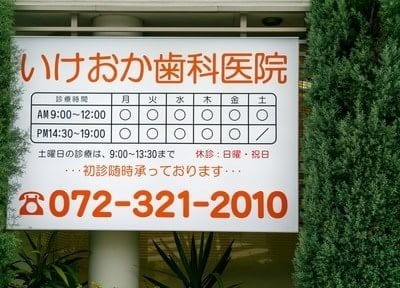 いけおか歯科医院
診療時間 月 火 水 木 金 土
AM9:00〜12:00 ○ ○ ○ ○ ○ ○
PM14:30〜19:00 ○ ○ ○ ○ ○ /
土曜日の診療は、9:00〜13:30まで 休診:日曜・祝日
・・・初診随時承っております・・・
☎072-321-2010